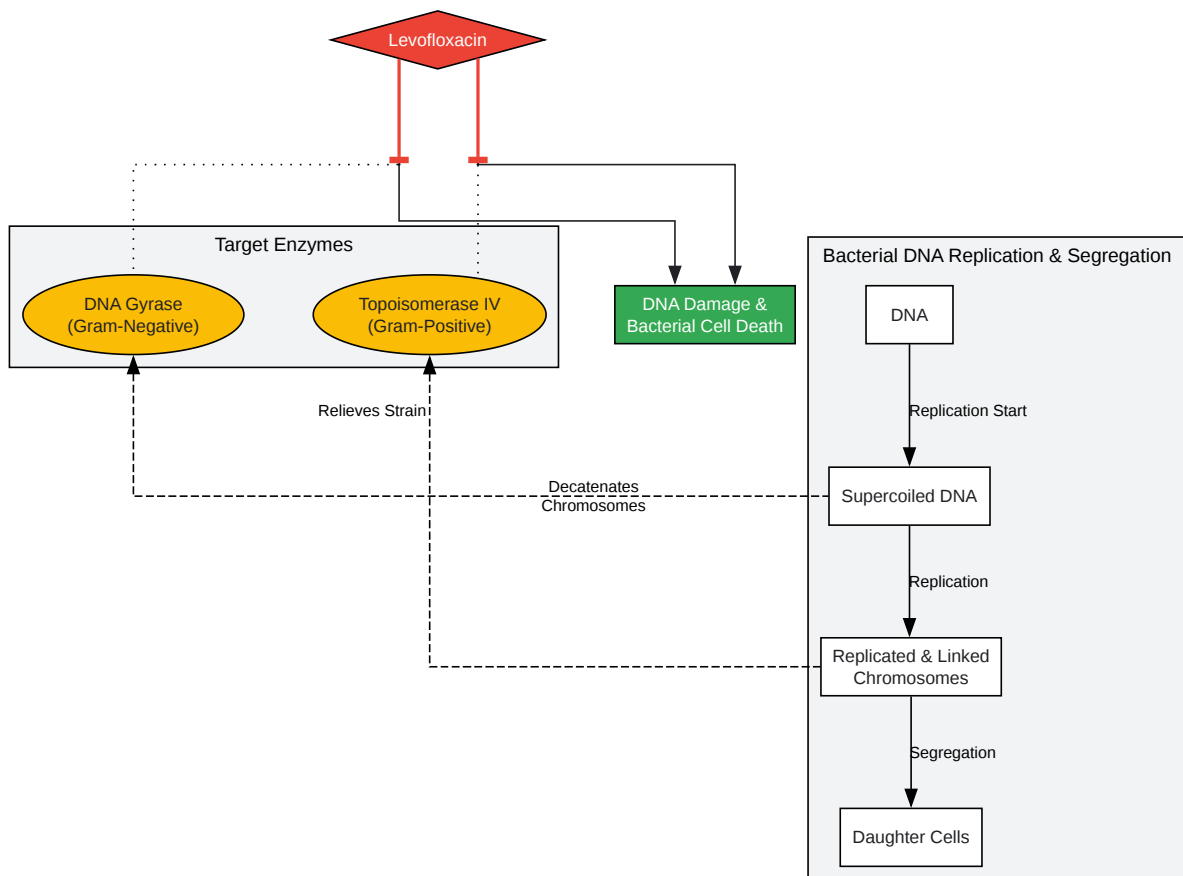 Levofloxacin
Target Enzymes
DNA Gyrase
(Gram-Negative)
Topoisomerase IV
(Gram-Positive)
DNA Damage &
Bacterial Cell Death
Bacterial DNA Replication & Segregation
DNA
Relieves Strain
Replication Start
Decatenates
Chromosomes
Supercoiled DNA
Replication
Replicated & Linked
Chromosomes
Segregation
Daughter Cells